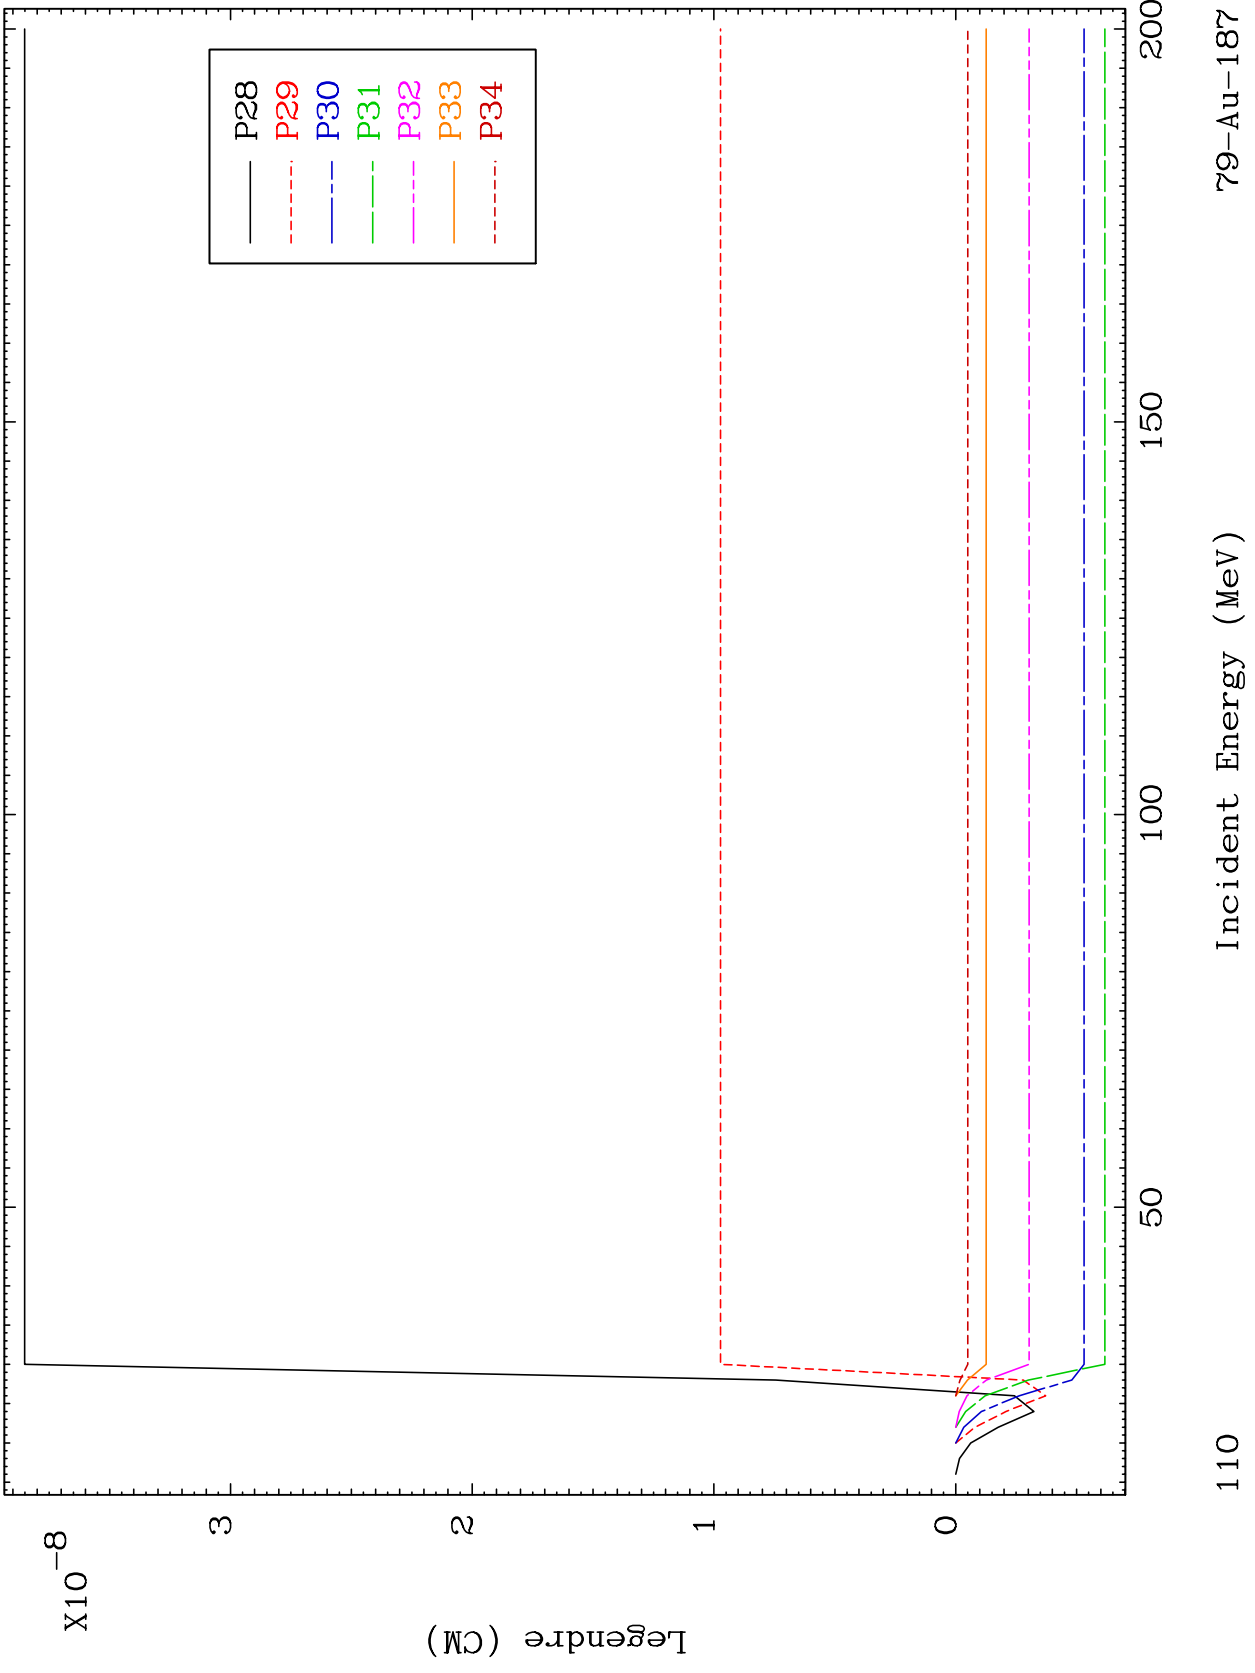 X10-8
3
2
1
0
Legendre (CM)
P28
P29
P30
P31
P32
P33
P34
50
100
150
200
110
Incident Energy (MeV)
79-Au-187